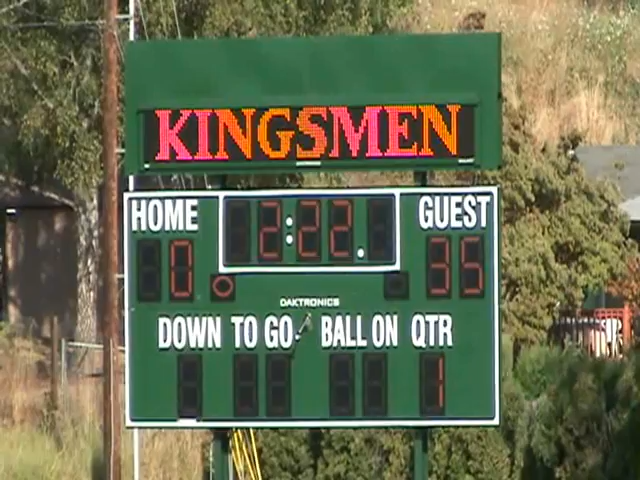 KINGSMEN
HOME 2:22. GUEST
0 35
DAKTRONICS
DOWN TO GO BALL ON QTR
1